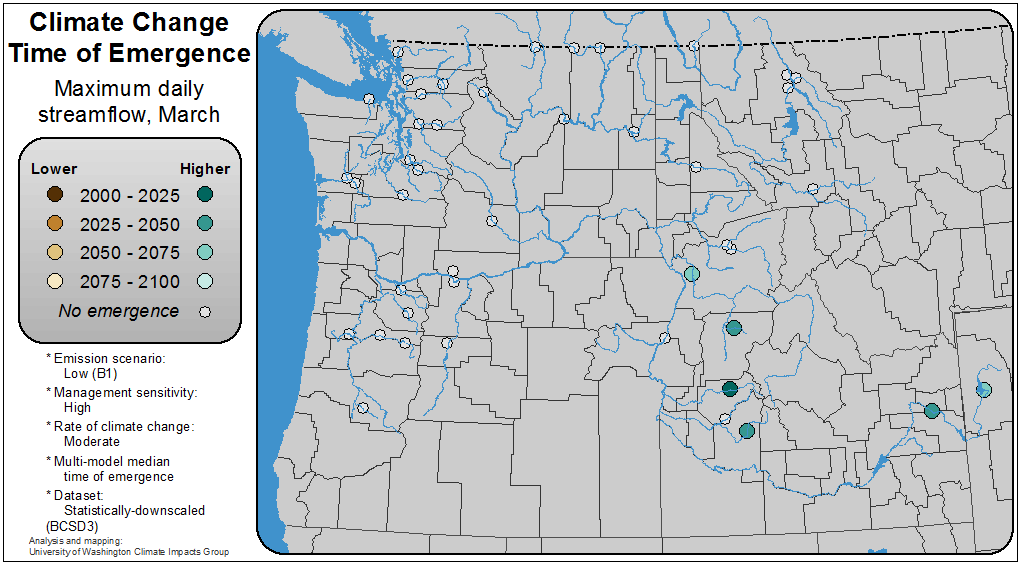 Climate Change
Time of Emergence
Maximum daily
streamflow, March
Lower Higher
2000 - 2025
2025 - 2050
2050 - 2075
2075 - 2100
No emergence
* Emission scenario:
Low (B1)
* Management sensitivity:
High
* Rate of climate change:
Moderate
* Multi-model median
time of emergence
* Dataset:
Statistically-downscaled
(BCSD3)
Analysis and mapping:
University of Washington Climate Impacts Group